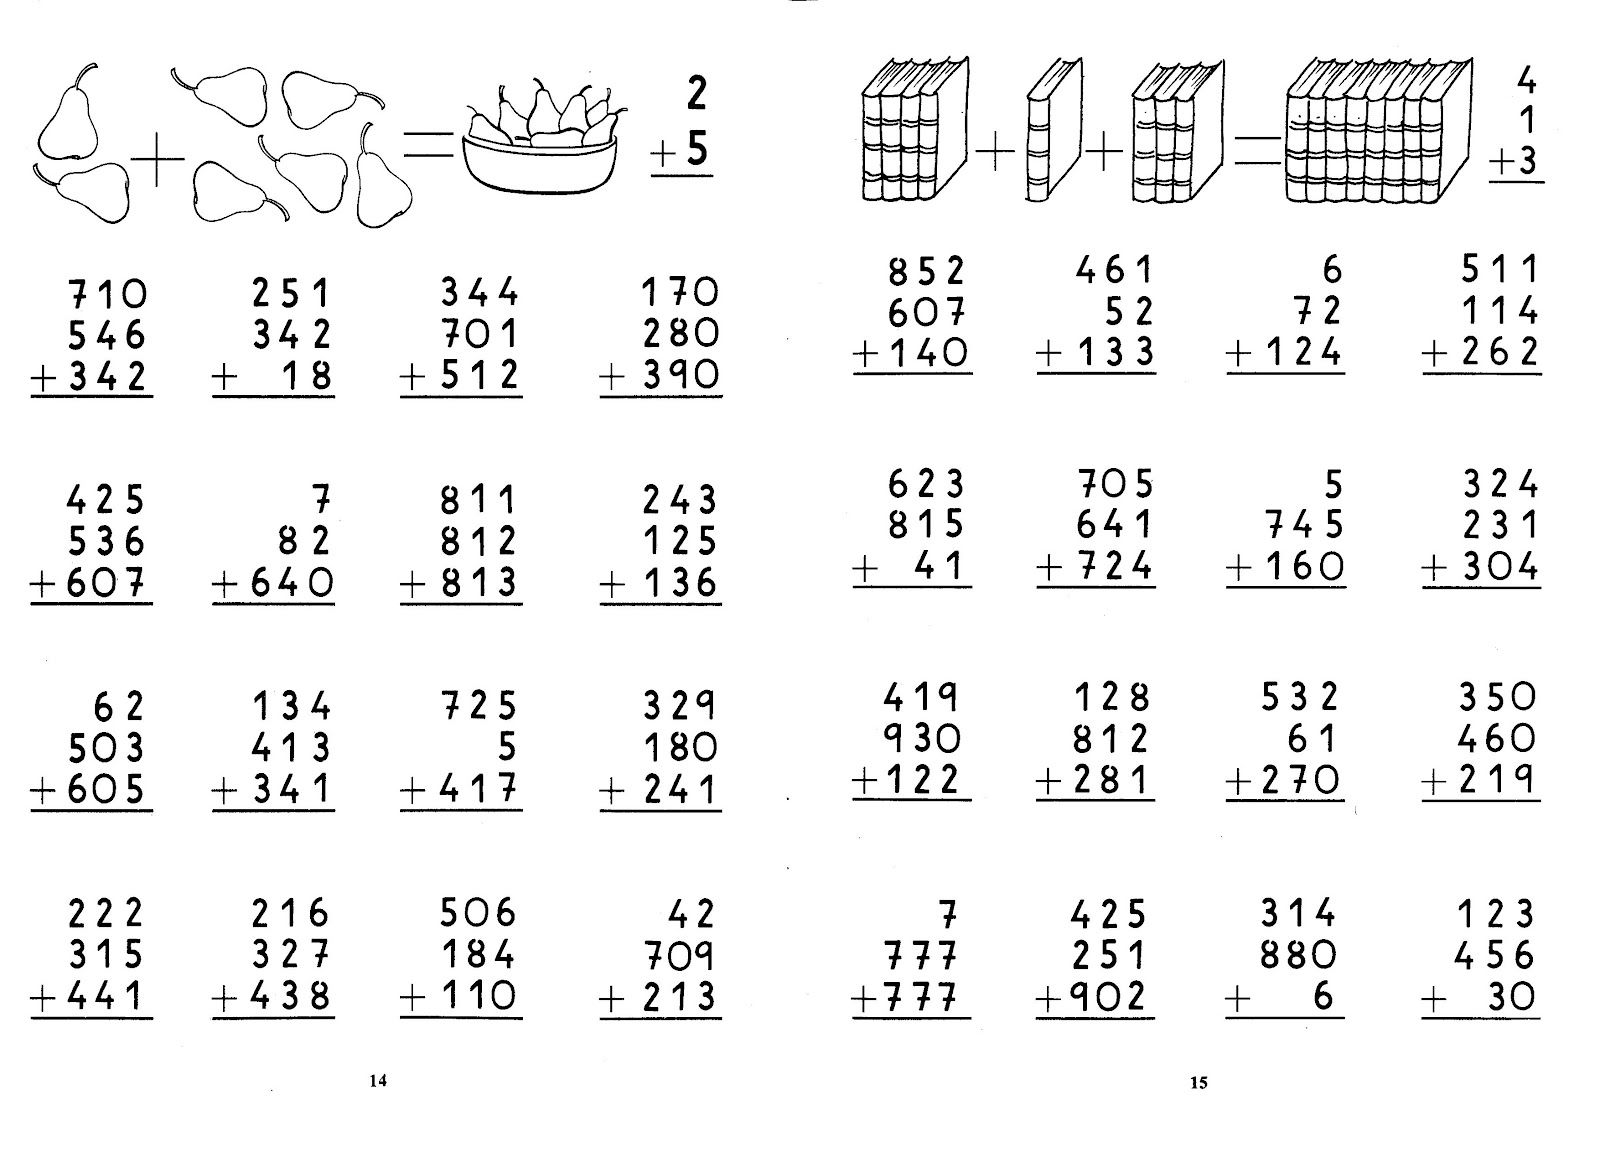 2
+ 5
710 251 344 170
546 342 701 280
+ 342 + 18 + 512 + 390
425 7 811 243
536 82 812 125
+ 607 + 640 + 813 + 136
62 134 725 329
503 413 5 180
+ 605 + 341 + 417 + 241
222 216 506 42
315 327 184 709
+ 441 + 438 + 110 + 213
14
4
1
+ 3
852 461 6 511
607 52 72 114
+ 140 + 133 + 124 + 262
623 705 5 324
815 641 745 231
+ 41 + 724 + 160 + 304
419 128 532 350
930 812 61 460
+ 122 + 281 + 270 + 219
7 425 314 123
777 251 880 456
+ 777 + 902 + 6 + 30
15